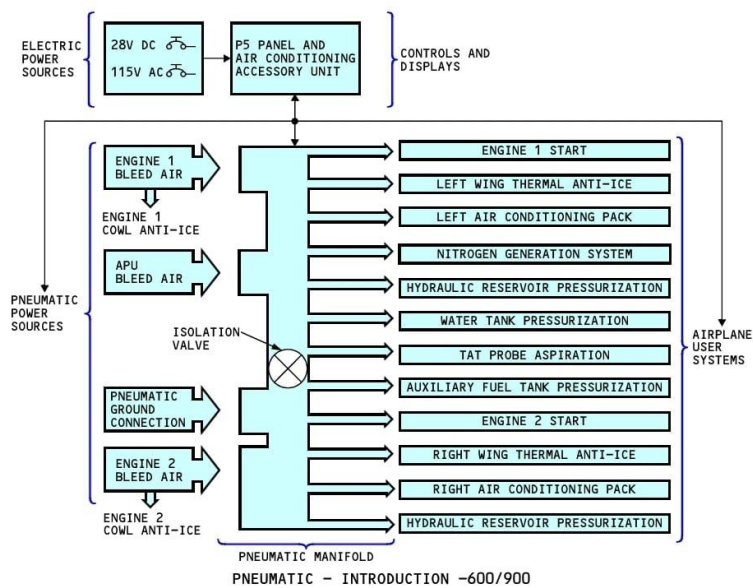 ELECTRIC
POWER
SOURCES
28V DC
115V AC
P5 PANEL AND
AIR CONDITIONING
ACCESSORY UNIT
CONTROLS AND
DISPLAYS
PNEUMATIC
POWER
SOURCES
ENGINE 1
BLEED AIR
ENGINE 1
COWL ANTI-ICE
APU
BLEED AIR
ISOLATION
VALVE
PNEUMATIC
GROUND
CONNECTION
ENGINE 2
BLEED AIR
ENGINE 2
COWL ANTI-ICE
ENGINE 1 START
LEFT WING THERMAL ANTI-ICE
LEFT AIR CONDITIONING PACK
NITROGEN GENERATION SYSTEM
HYDRAULIC RESERVOIR PRESSURIZATION
WATER TANK PRESSURIZATION
TAT PROBE ASPIRATION
AUXILIARY FUEL TANK PRESSURIZATION
ENGINE 2 START
RIGHT WING THERMAL ANTI-ICE
RIGHT AIR CONDITIONING PACK
HYDRAULIC RESERVOIR PRESSURIZATION
AIRPLANE
USER
SYSTEMS
PNEUMATIC MANIFOLD
PNEUMATIC - INTRODUCTION -600/900